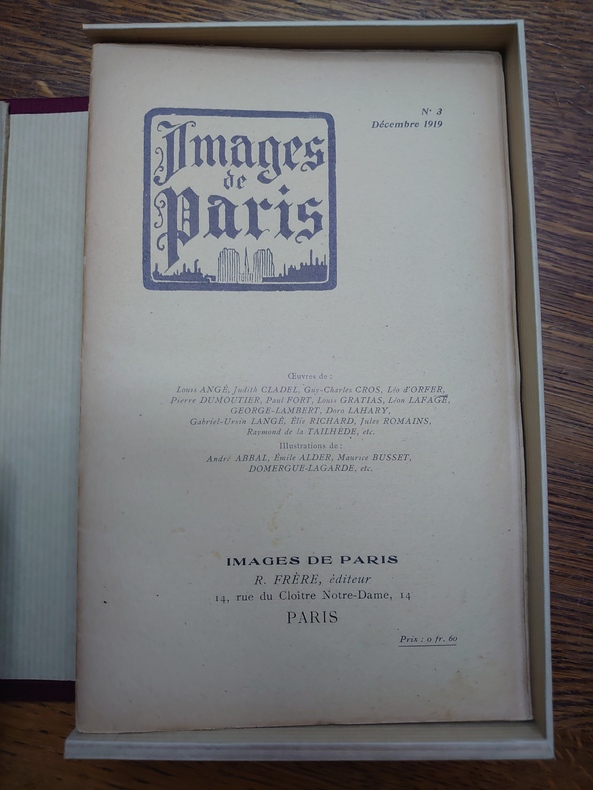 Images
de
Paris
N° 3
Décembre 1919
Œuvres de :
Louis ANGÉ, Judith CLADEL, Guy-Charles CROS, Léo d'ORFER,
Pierre DUMOUTIER, Paul FORT, Louis GRATIAS, Léon LAFAGE,
GEORGE-LAMBERT, Doro LAHARY,
Gabriel-Ursin LANGÉ, Élie RICHARD, Jules ROMAINS,
Raymond de la TAILHÈDE, etc.
Illustrations de :
André ABBAL, Émile ALDER, Maurice BUSSET,
DOMERGUE-LAGARDE, etc.
IMAGES DE PARIS
R. FRÈRE, éditeur
14, rue du Cloître Notre-Dame, 14
PARIS
Prix : 0 fr. 60